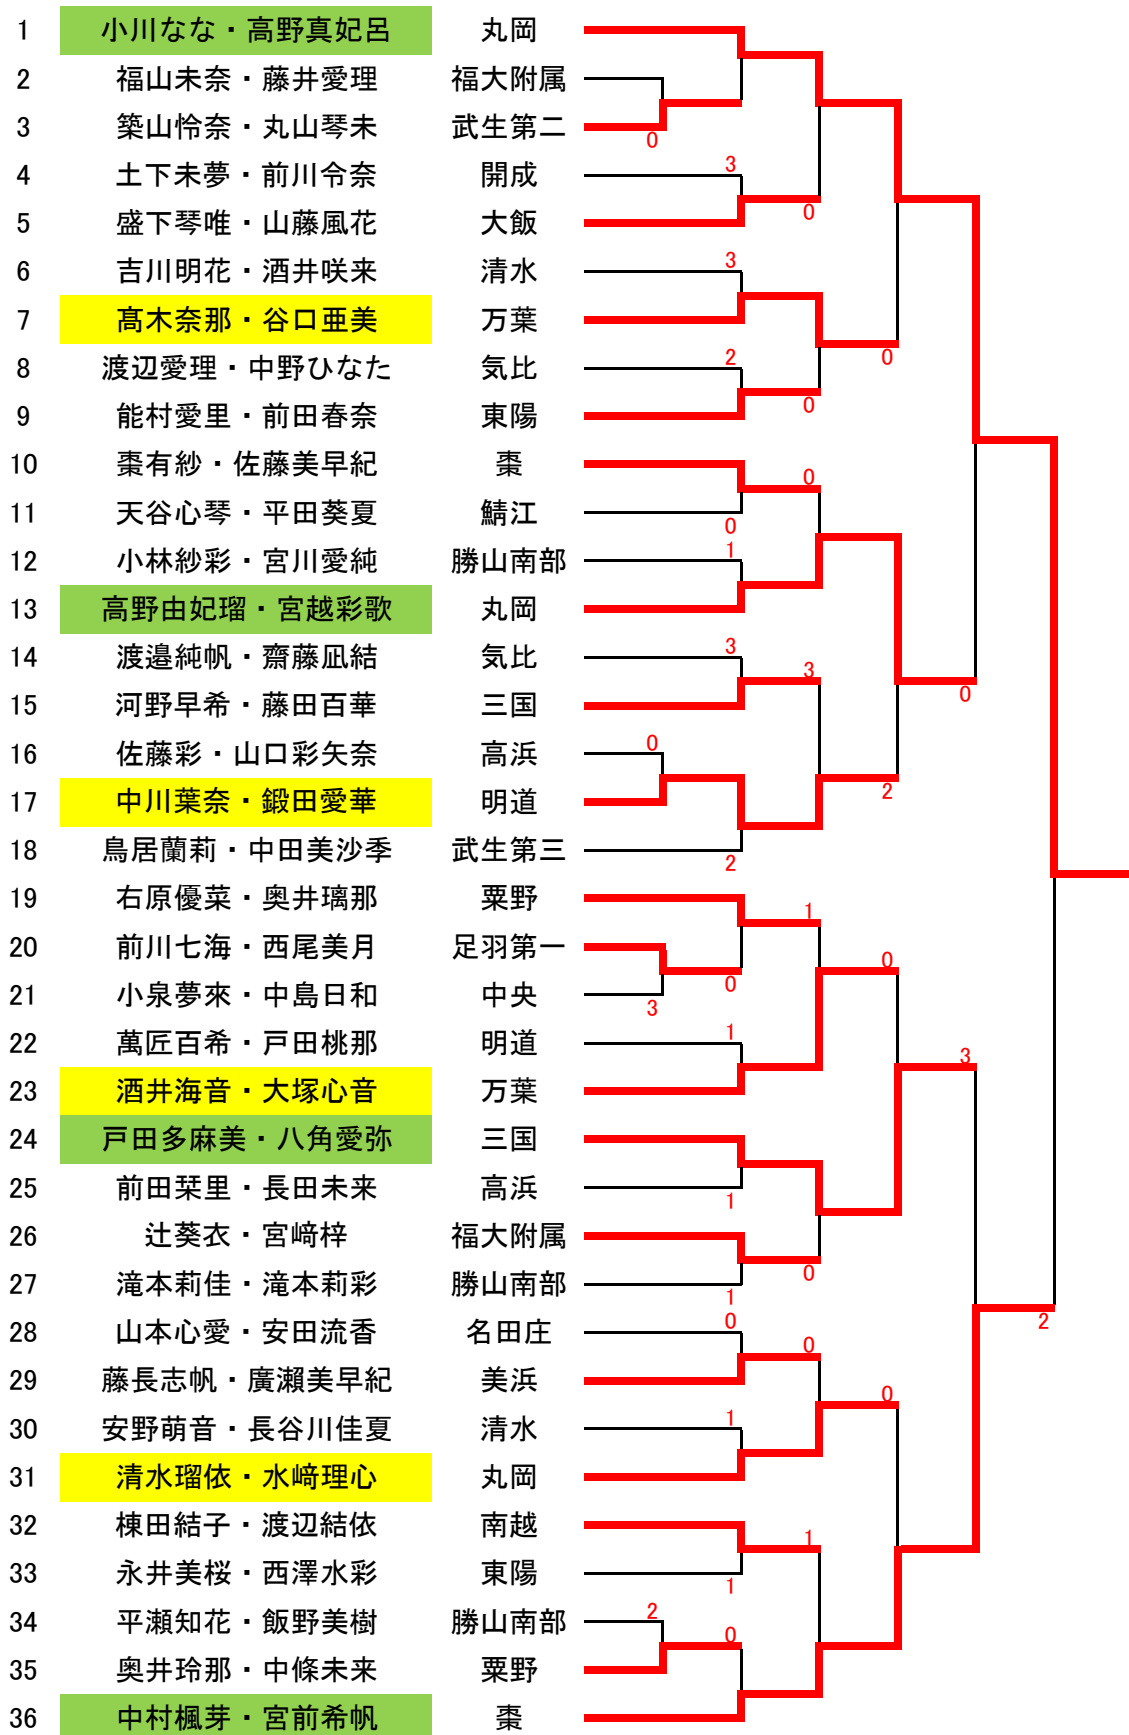 1 小川なな・高野真妃呂 丸岡
2 福山未奈・藤井愛理 福大附属
3 築山怜奈・丸山琴未 武生第二
0
4 土下未夢・前川令奈 開成 3
5 盛下琴唯・山藤風花 大飯 0
6 吉川明花・酒井咲来 清水 3
7 髙木奈那・谷口亜美 万葉
8 渡辺愛理・中野ひなた 気比 2 0
9 能村愛里・前田春奈 東陽 0
10 棗有紗・佐藤美早紀 棗 0
11 天谷心琴・平田葵夏 鯖江 0
12 小林紗彩・宮川愛純 勝山南部 1
13 高野由妃瑠・宮越彩歌 丸岡
14 渡邉純帆・齋藤凪結 気比 3 3
15 河野早希・藤田百華 三国 0
16 佐藤彩・山口彩矢奈 高浜 0
17 中川葉奈・鍛田愛華 明道 2
18 鳥居蘭莉・中田美沙季 武生第三 2
19 右原優菜・奥井璃那 粟野 1
20 前川七海・西尾美月 足羽第一 0
21 小泉夢來・中島日和 中央 0
3
22 萬匠百希・戸田桃那 明道 1 3
23 酒井海音・大塚心音 万葉
24 戸田多麻美・八角愛弥 三国
25 前田栞里・長田未来 高浜 1
26 辻葵衣・宮﨑梓 福大附属
27 滝本莉佳・滝本莉彩 勝山南部 0
1
28 山本心愛・安田流香 名田庄 0 2
29 藤長志帆・廣瀨美早紀 美浜 0
30 安野萌音・長谷川佳夏 清水 1 0
31 清水瑠依・水﨑理心 丸岡
32 棟田結子・渡辺結依 南越 1
33 永井美桜・西澤水彩 東陽 1
34 平瀬知花・飯野美樹 勝山南部 2 0
35 奥井玲那・中條未来 粟野
36 中村楓芽・宮前希帆 棗